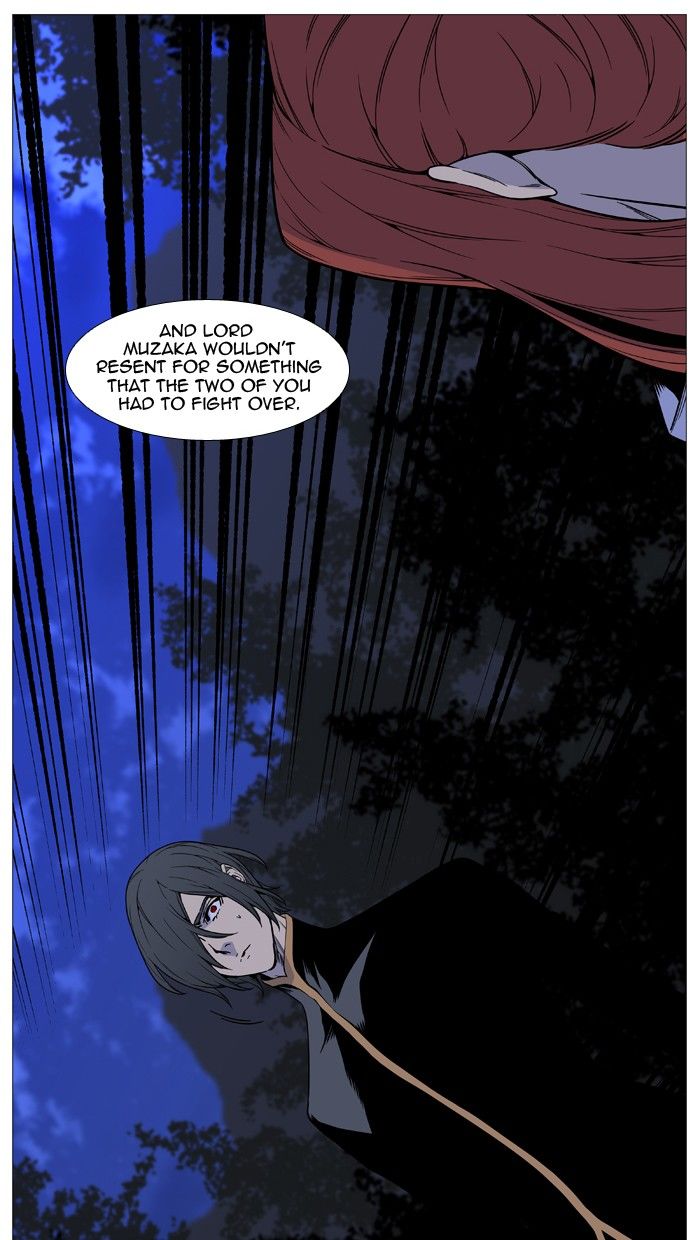 AND LORD
MUZAKA WOULDN'T
RESENT FOR SOMETHING
THAT THE TWO OF YOU
HAD TO FIGHT OVER.